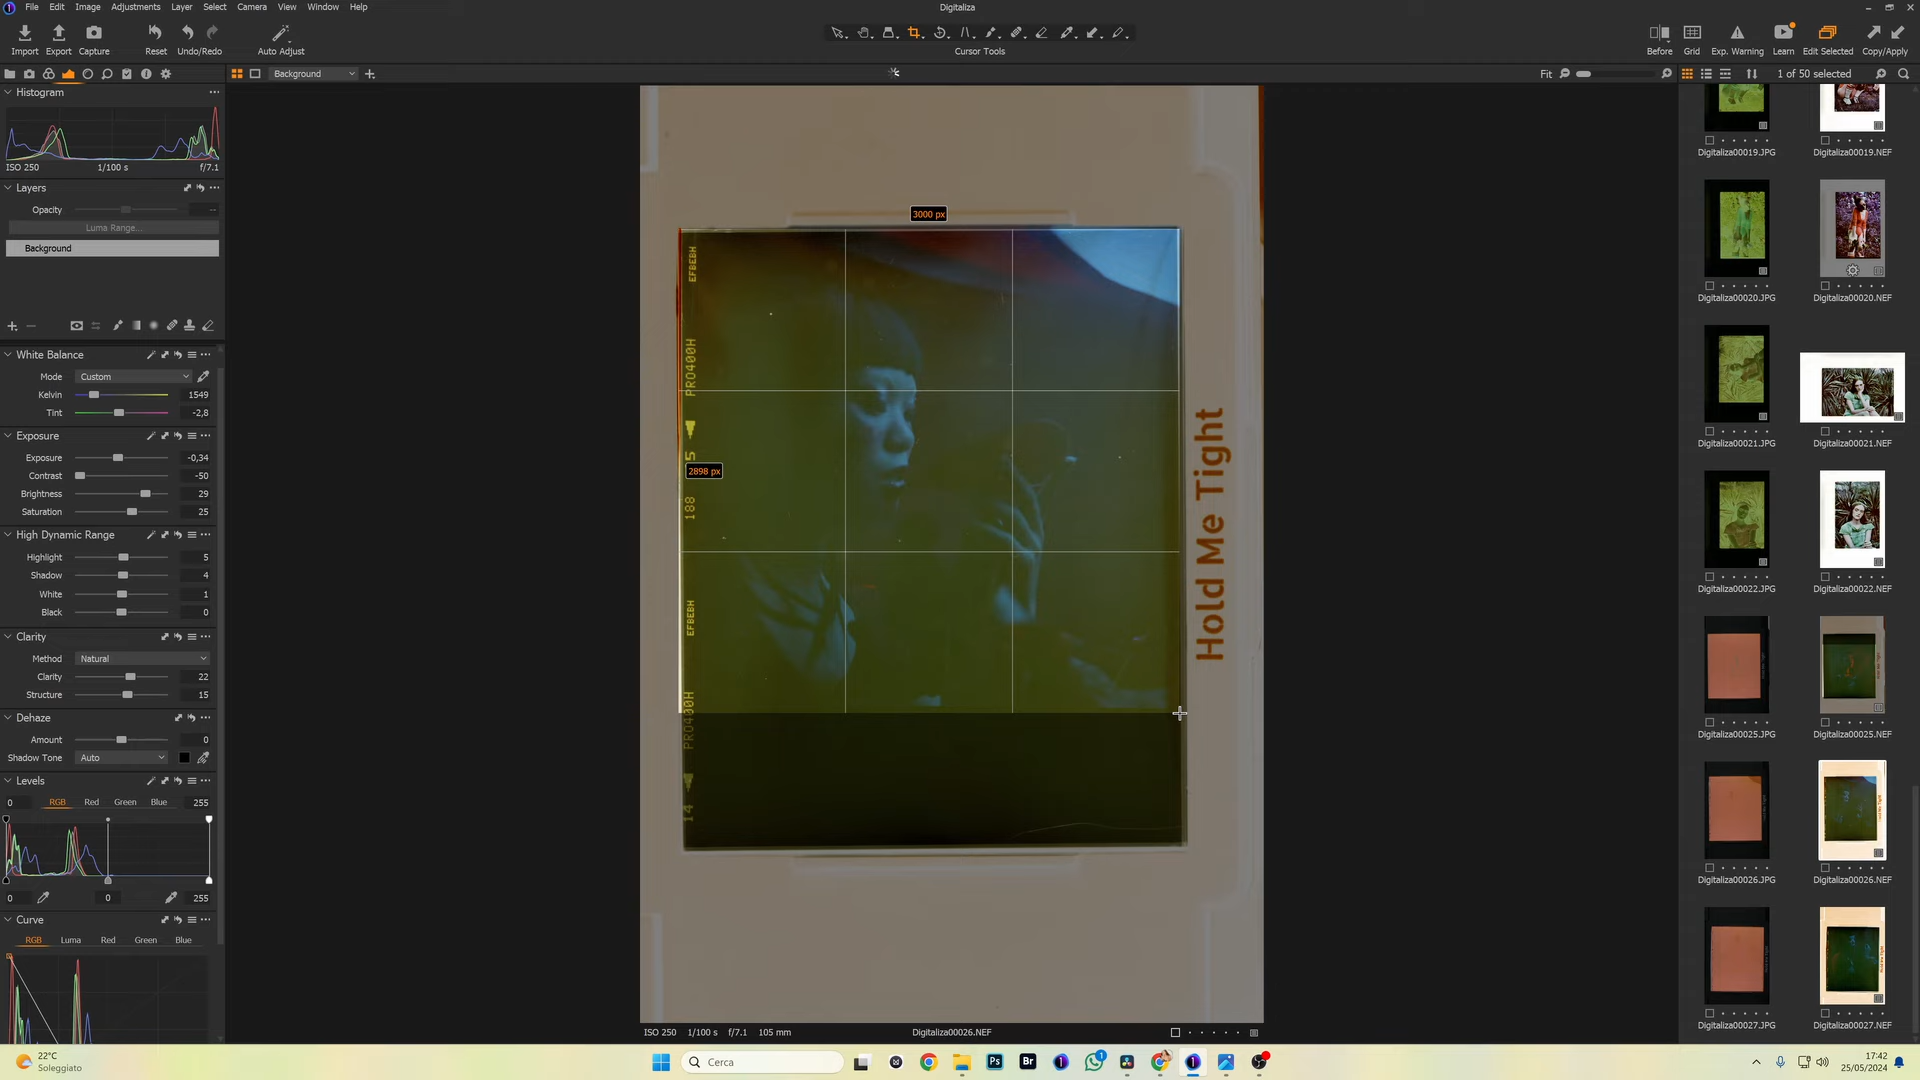 File Edit Image Adjustments Layer Select Camera View Window Help
Digitaliza
Import Export Capture Reset Undo/Redo Auto Adjust
Cursor Tools
Before Grid Exp. Warning Learn Edit Selected Copy/Apply
Background
Fit
1 of 50 selected
Histogram
ISO 250 1/100 s f/7.1
Layers
Opacity --
Luma Range...
Background
White Balance
Mode Custom
Kelvin 1549
Tint -2,8
Exposure
Exposure -0,34
Contrast -50
Brightness 29
Saturation 25
High Dynamic Range
Highlight 5
Shadow 4
White 1
Black 0
Clarity
Method Natural
Clarity 22
Structure 15
Dehaze
Amount 0
Shadow Tone Auto
Levels
0 RGB Red Green Blue 255
0 0 255
Curve
RGB Luma Red Green Blue
3000 px
2898 px
EFBEBH
PRO400H
15
188
EFBEBH
PRO400H
14
Hold Me Tight
ISO 250 1/100 s f/7.1 105 mm
Digitaliza00026.NEF
Digitaliza00019.JPG Digitaliza00019.NEF
Digitaliza00020.JPG Digitaliza00020.NEF
Digitaliza00021.JPG Digitaliza00021.NEF
Digitaliza00022.JPG Digitaliza00022.NEF
Digitaliza00025.JPG Digitaliza00025.NEF
Digitaliza00026.JPG Digitaliza00026.NEF
Digitaliza00027.JPG Digitaliza00027.NEF
22°C
Soleggiato
Cerca
Ps
Br
1
17:42
25/05/2024